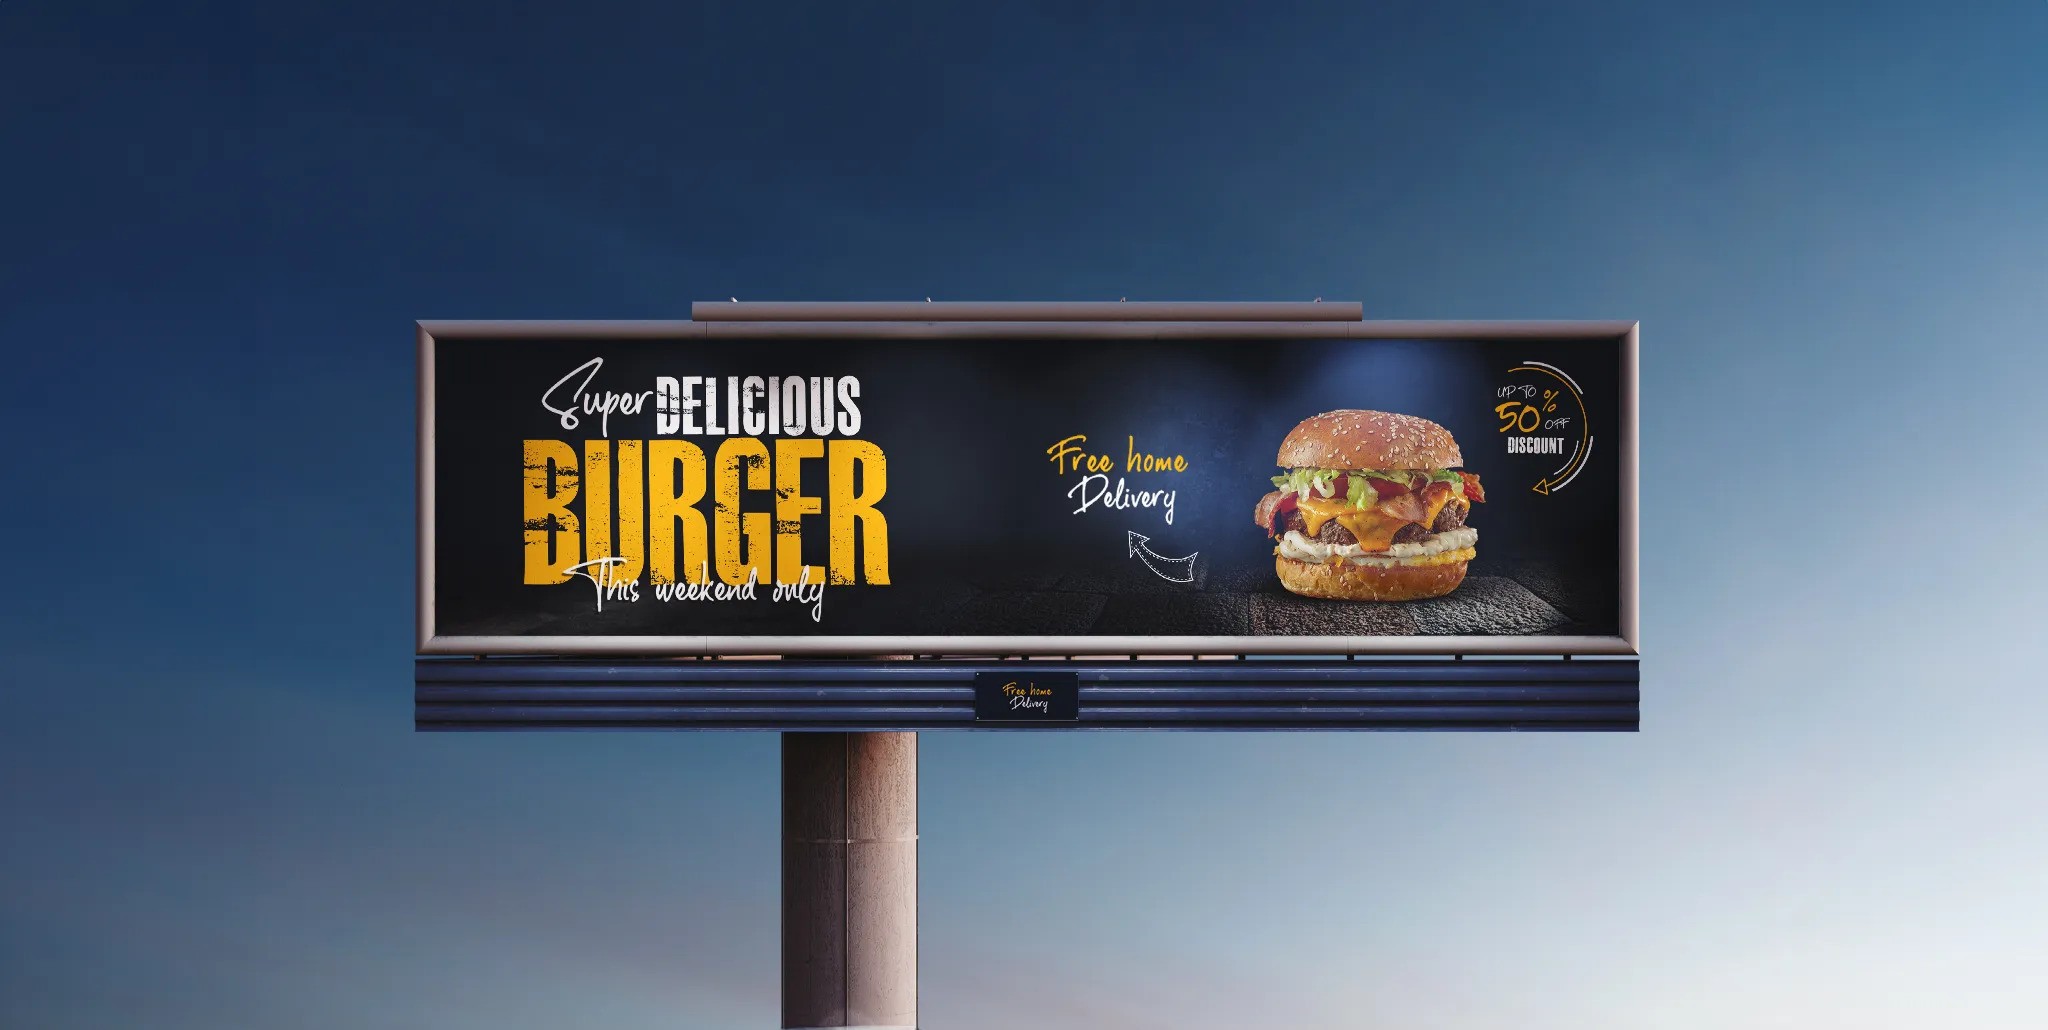 Super DELICIOUS
BURGER
This weekend only
Free home
Delivery
UP TO
50% OFF
DISCOUNT
Free home
Delivery